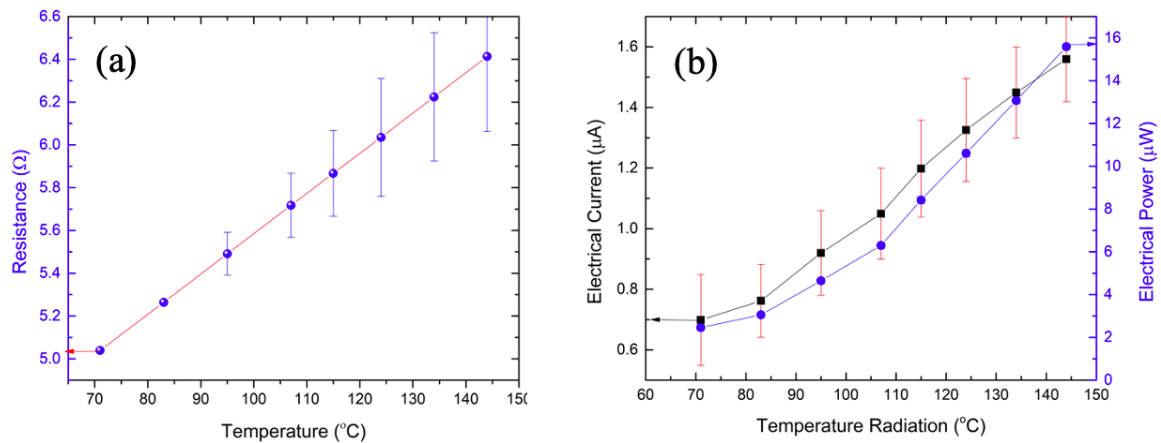 (a)
Resistance (Ω)
6.6
6.4
6.2
6.0
5.8
5.6
5.4
5.2
5.0
70 80 90 100 110 120 130 140 150
Temperature (°C)
(b)
Electrical Current (μA)
1.6
1.4
1.2
1.0
0.8
0.6
60 70 80 90 100 110 120 130 140 150
Temperature Radiation (°C)
16
14
12
10
8
6
4
2
0
Electrical Power (μW)